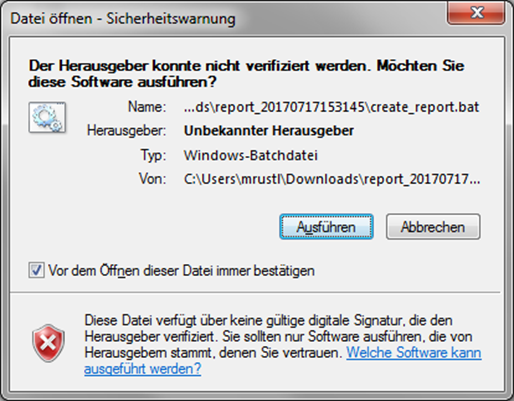 Datei öffnen - Sicherheitswarnung
Der Herausgeber konnte nicht verifiziert werden. Möchten Sie
diese Software ausführen?
Name: ...ds\report_20170717153145\create_report.bat
Herausgeber: Unbekannter Herausgeber
Typ: Windows-Batchdatei
Von: C:\Users\mrustl\Downloads\report_20170717...
Ausführen Abbrechen
Vor dem Öffnen dieser Datei immer bestätigen
Diese Datei verfügt über keine gültige digitale Signatur, die den
Herausgeber verifiziert. Sie sollten nur Software ausführen, die von
Herausgebern stammt, denen Sie vertrauen. Welche Software kann
ausgeführt werden?